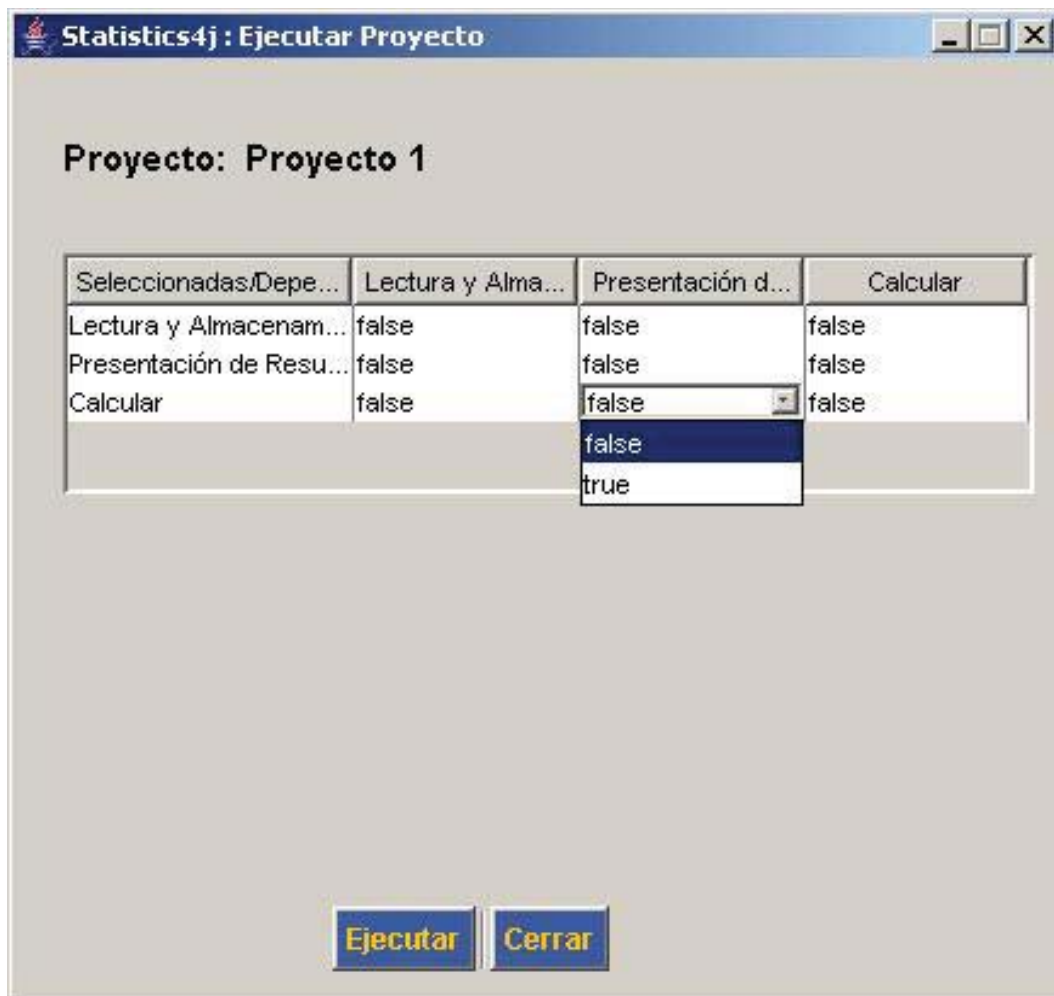 Statistics4j : Ejecutar Proyecto
Proyecto: Proyecto 1
Seleccionadas/Depe... Lectura y Alma... Presentación d... Calcular
Lectura y Almacenam... false false false
Presentación de Resu... false false false
Calcular false false false
false
true
Ejecutar Cerrar